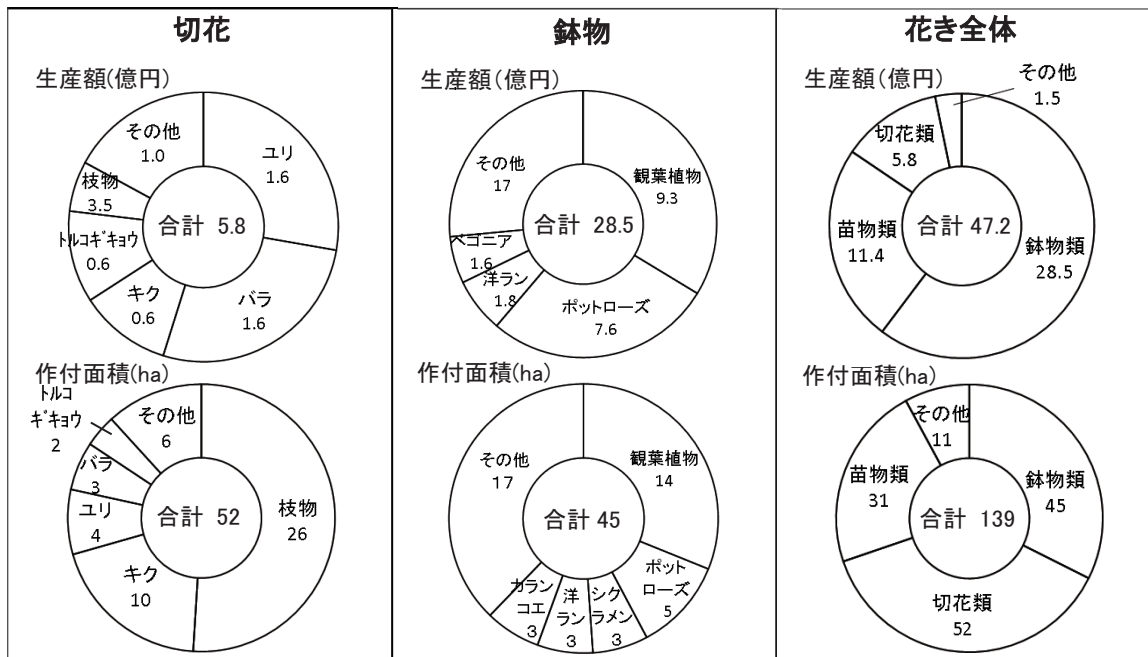 切花
生産額(億円)
ユリ
1.6
バラ
1.6
キク
0.6
トルコギキョウ
0.6
枝物
3.5
その他
1.0
合計 5.8
作付面積(ha)
枝物
26
キク
10
ユリ
4
バラ
3
トルコ
ギキョウ
2
その他
6
合計 52
鉢物
生産額(億円)
観葉植物
9.3
ポットローズ
7.6
洋ラン
1.8
ベゴニア
1.6
その他
17
合計 28.5
作付面積(ha)
観葉植物
14
ポット
ローズ
5
シク
ラメン
3
洋
ラン
3
カラン
コエ
3
その他
17
合計 45
花き全体
生産額(億円)
鉢物類
28.5
苗物類
11.4
切花類
5.8
その他
1.5
合計 47.2
作付面積(ha)
鉢物類
45
切花類
52
苗物類
31
その他
11
合計 139